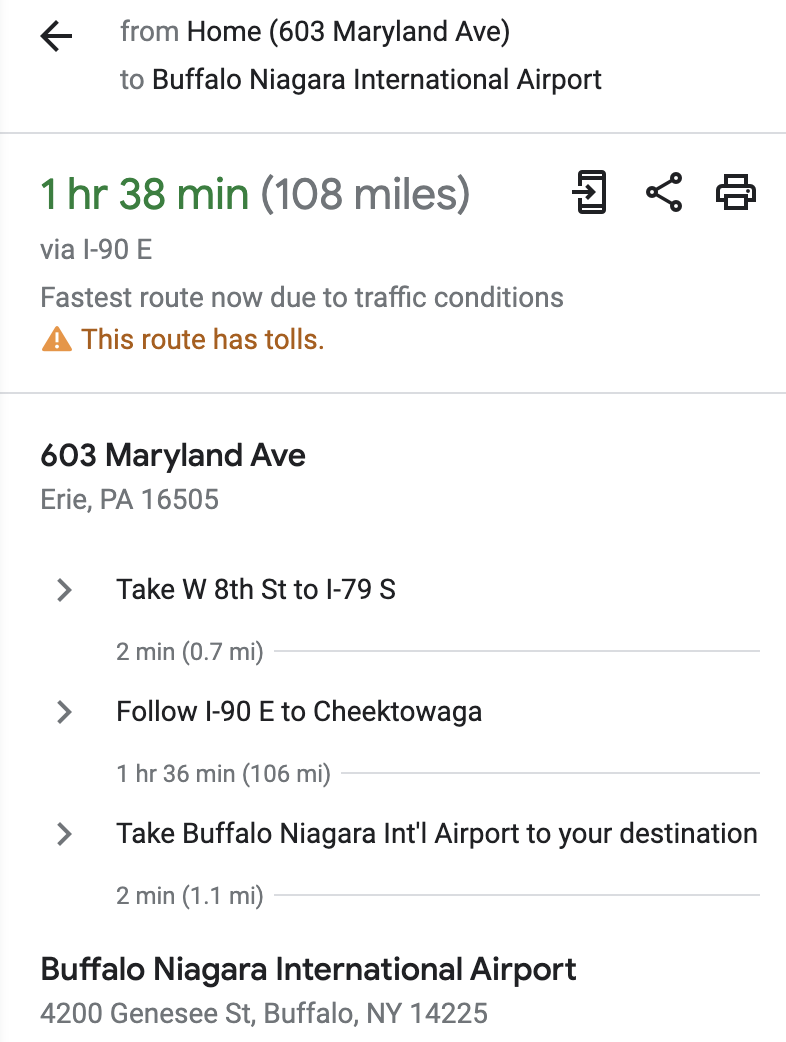 from Home (603 Maryland Ave)
to Buffalo Niagara International Airport
1 hr 38 min (108 miles)
via I-90 E
Fastest route now due to traffic conditions
This route has tolls.
603 Maryland Ave
Erie, PA 16505
Take W 8th St to I-79 S
2 min (0.7 mi)
Follow I-90 E to Cheektowaga
1 hr 36 min (106 mi)
Take Buffalo Niagara Int'l Airport to your destination
2 min (1.1 mi)
Buffalo Niagara International Airport
4200 Genesee St, Buffalo, NY 14225